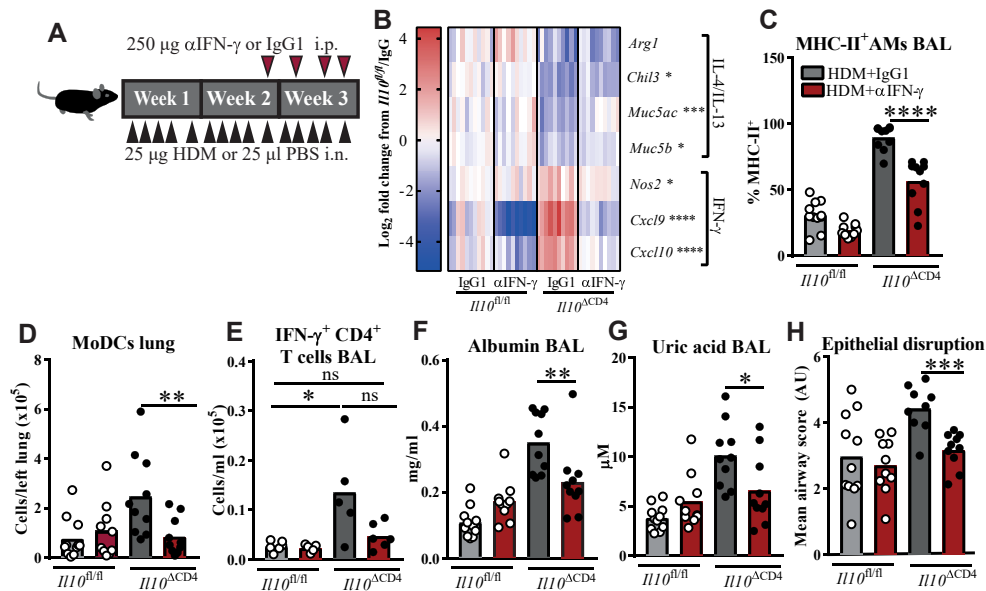 A
250 μg αIFN-γ or IgG1 i.p.
Week 1
Week 2
Week 3
25 μg HDM or 25 μl PBS i.n.
B
Log2 fold change from Il10fl/fl/IgG
4
2
0
−2
−4
Arg1
Chil3 *
Muc5ac ***
Muc5b *
Nos2 *
Cxcl9 ****
Cxcl10 ****
IL-4/IL-13
IFN-γ
IgG1 αIFN-γ IgG1 αIFN-γ
Il10fl/fl Il10ΔCD4
C
MHC-II+AMs BAL
HDM+IgG1
HDM+αIFN-γ
****
% MHC-II+
100
50
0
Il10fl/fl Il10ΔCD4
D
MoDCs lung
Cells/left lung (x105)
8
6
4
2
0
**
Il10fl/fl Il10ΔCD4
E
IFN-γ+ CD4+
T cells BAL
Cells/ml (x105)
0.4
0.3
0.2
0.1
0.0
ns
* ns
Il10fl/fl Il10ΔCD4
F
Albumin BAL
mg/ml
0.6
0.4
0.2
0.0
**
Il10fl/fl Il10ΔCD4
G
Uric acid BAL
μM
20
15
10
5
0
*
Il10fl/fl Il10ΔCD4
H
Epithelial disruption
Mean airway score (AU)
6
4
2
0
***
Il10fl/fl Il10ΔCD4